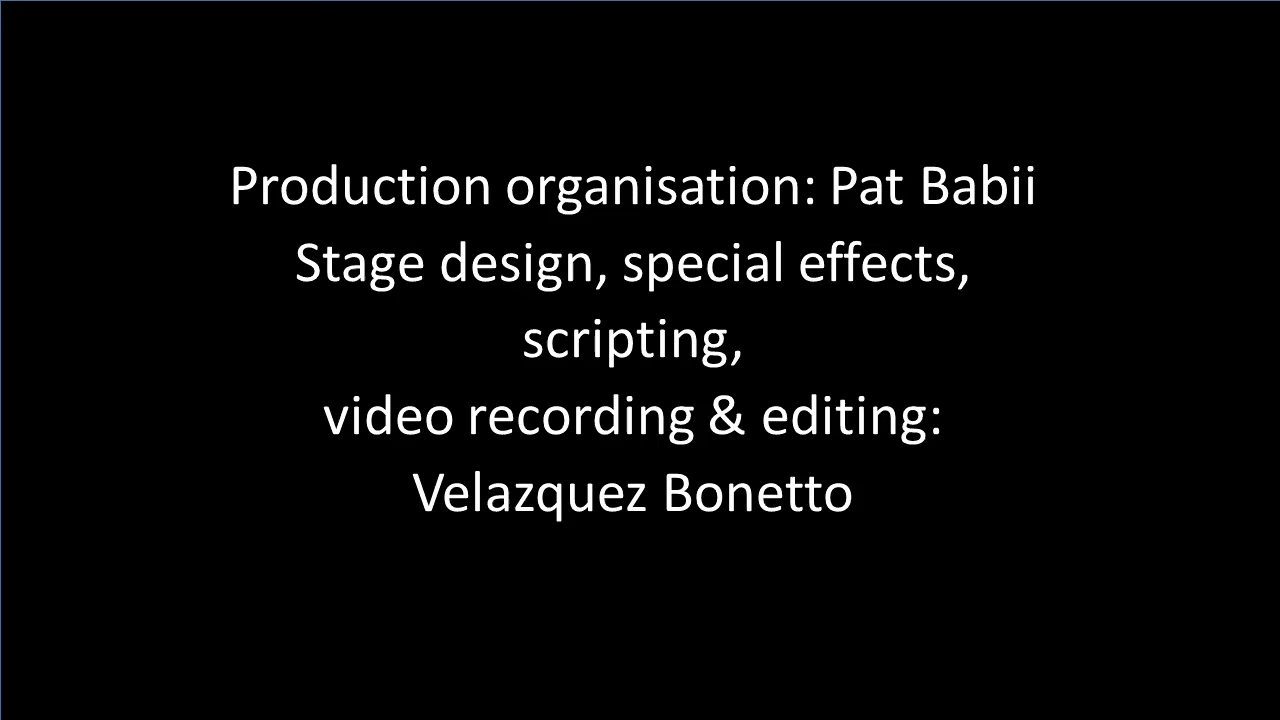 Production organisation: Pat Babii
Stage design, special effects,
scripting,
video recording & editing:
Velazquez Bonetto